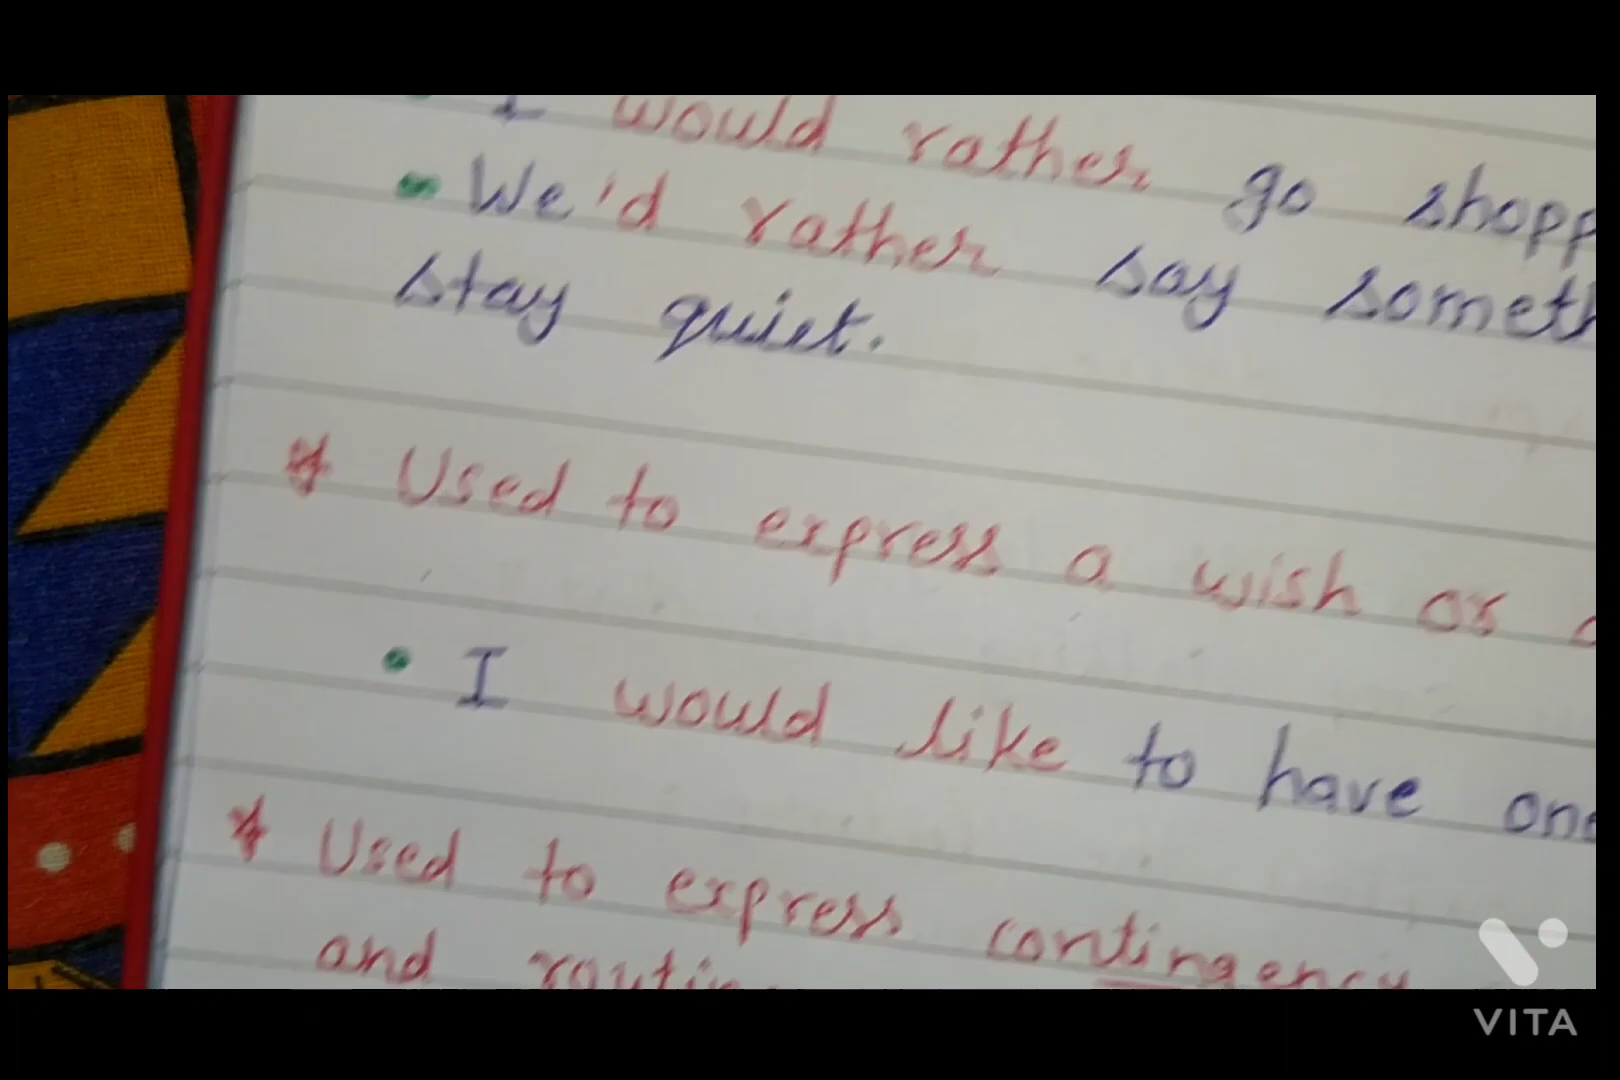 I would rather go shopp
• We'd rather say someth
stay quiet.
* Used to express a wish or
• I would like to have one
* Used to express contingency
and
VITA